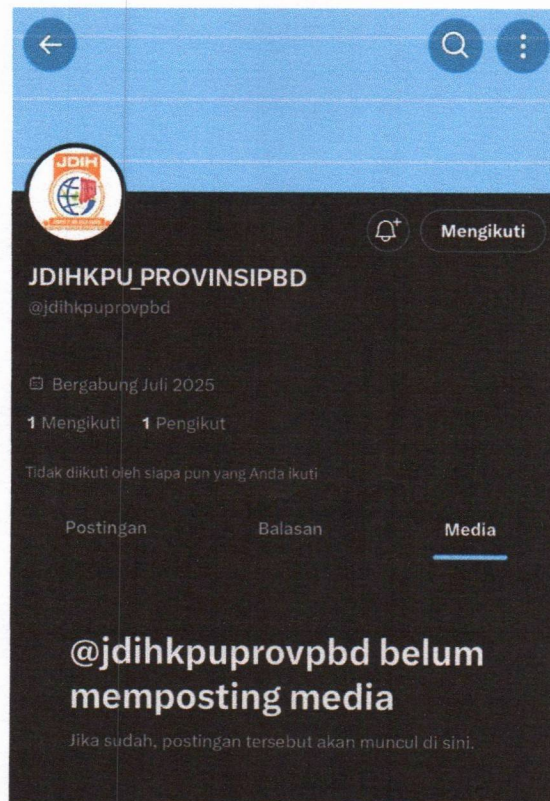 JDIH
Mengikuti
JDIHKPU_PROVINSIPBD
@jdihkpuprovpbd
Bergabung Juli 2025
1 Mengikuti 1 Pengikut
Tidak diikuti oleh siapa pun yang Anda ikuti
Postingan Balasan Media
@jdihkpuprovpbd belum
memposting media
Jika sudah, postingan tersebut akan muncul di sini.